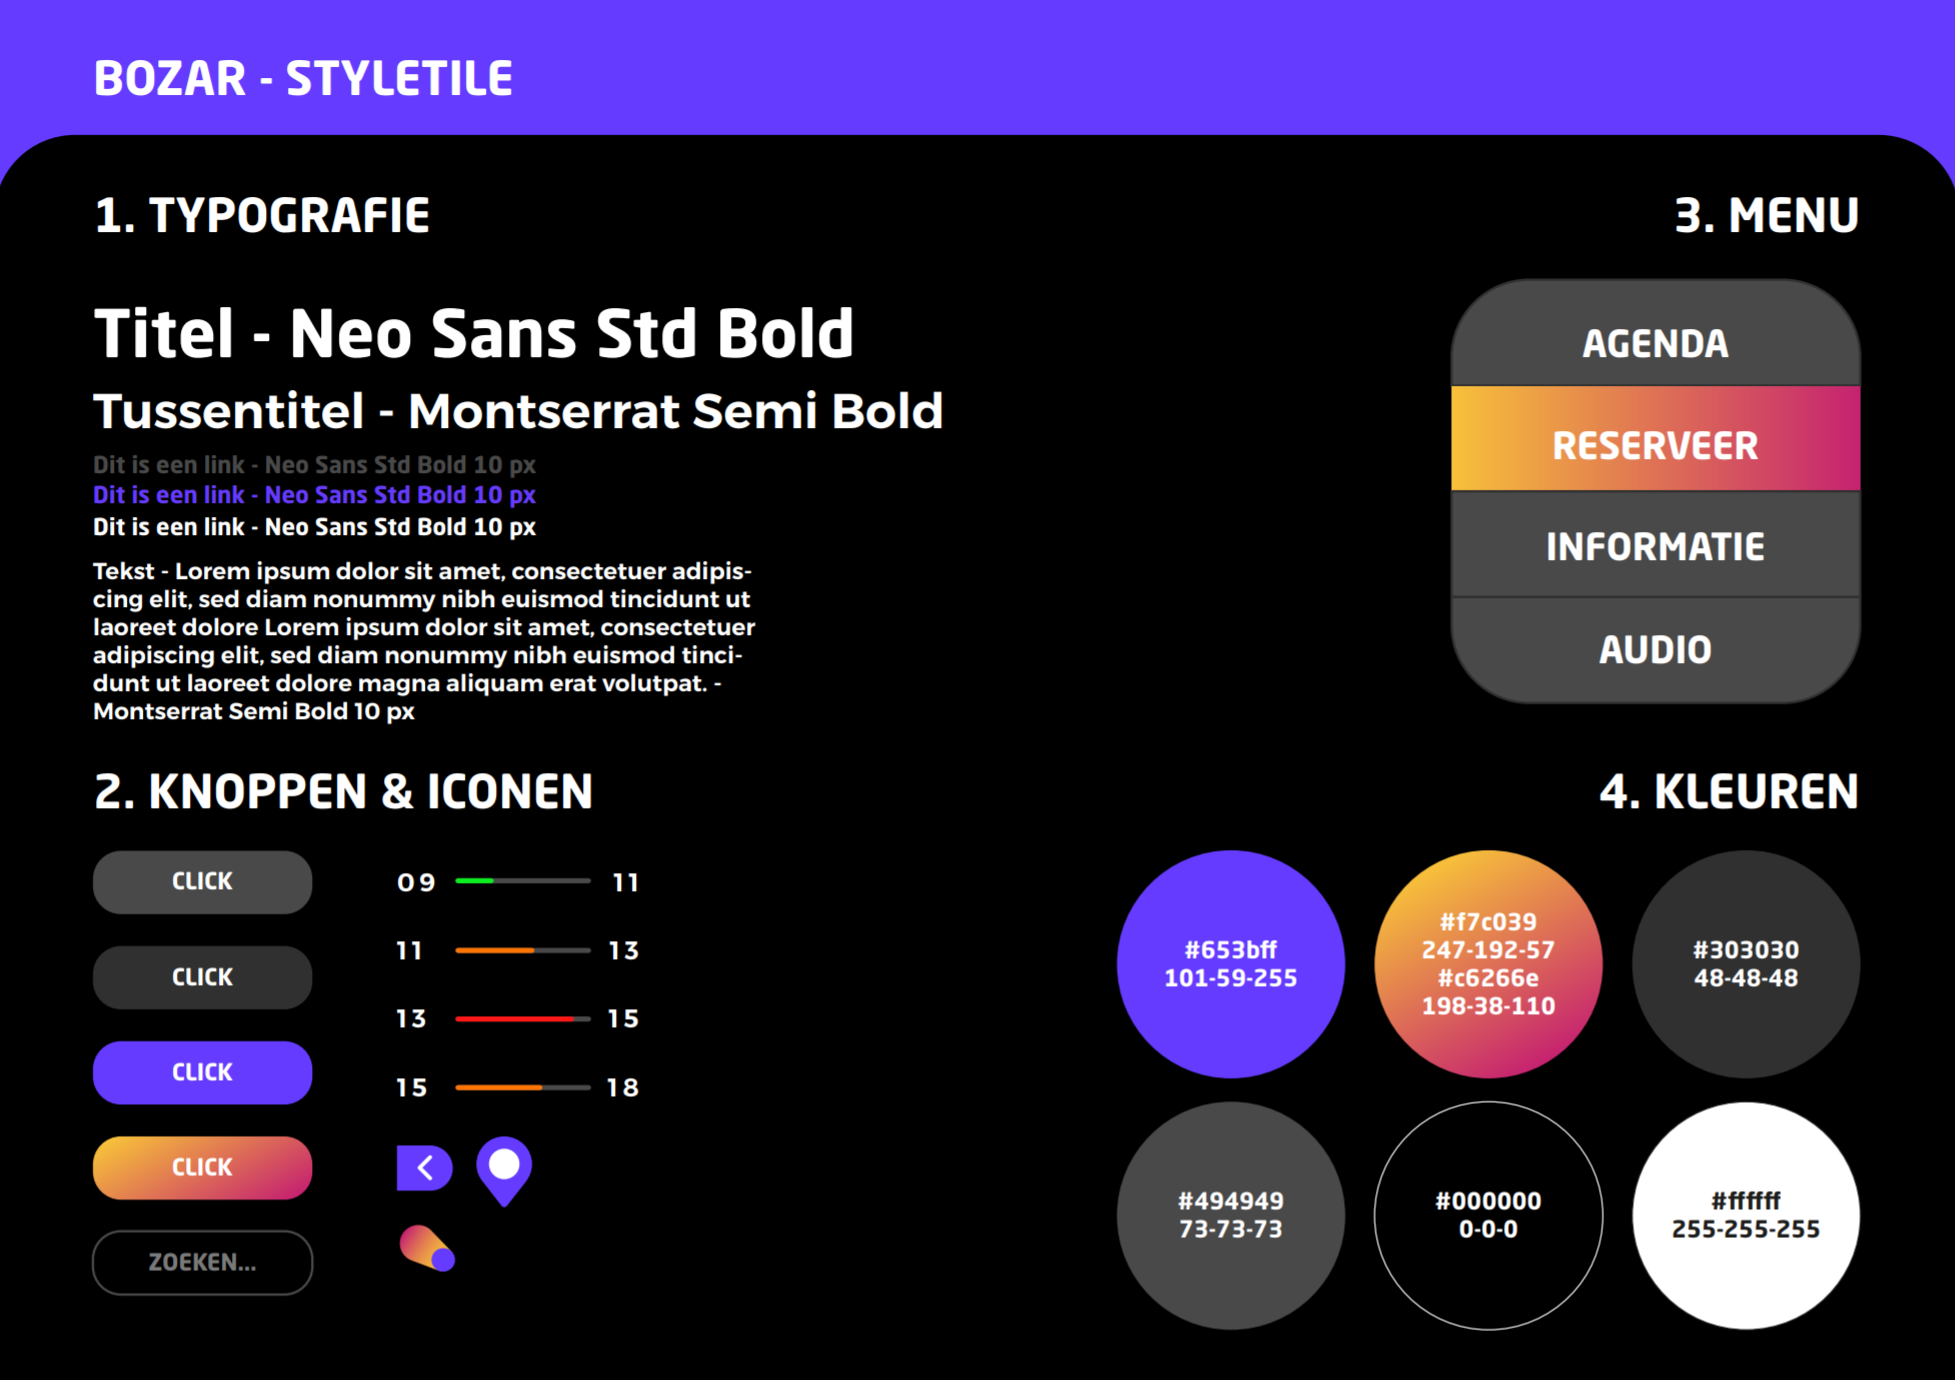 BOZAR - STYLETILE
1. TYPOGRAFIE
Titel - Neo Sans Std Bold
Tussentitel - Montserrat Semi Bold
Dit is een link - Neo Sans Std Bold 10 px
Dit is een link - Neo Sans Std Bold 10 px
Dit is een link - Neo Sans Std Bold 10 px
Tekst - Lorem ipsum dolor sit amet, consectetuer adipis-
cing elit, sed diam nonummy nibh euismod tincidunt ut
laoreet dolore Lorem ipsum dolor sit amet, consectetuer
adipiscing elit, sed diam nonummy nibh euismod tinci-
dunt ut laoreet dolore magna aliquam erat volutpat. -
Montserrat Semi Bold 10 px
2. KNOPPEN & ICONEN
CLICK
CLICK
CLICK
CLICK
ZOEKEN...
09 11
11 13
13 15
15 18
3. MENU
AGENDA
RESERVEER
INFORMATIE
AUDIO
4. KLEUREN
#653bff
101-59-255
#f7c039
247-192-57
#c6266e
198-38-110
#303030
48-48-48
#494949
73-73-73
#000000
0-0-0
#ffffff
255-255-255